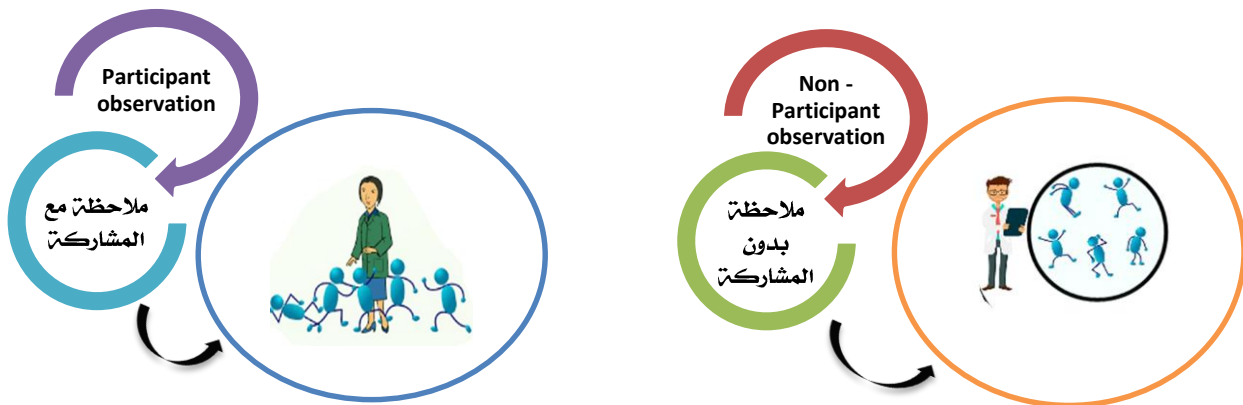 Participant
observation
ملاحظة مع
المشاركة
Non -
Participant
observation
ملاحظة
بدون
المشاركة